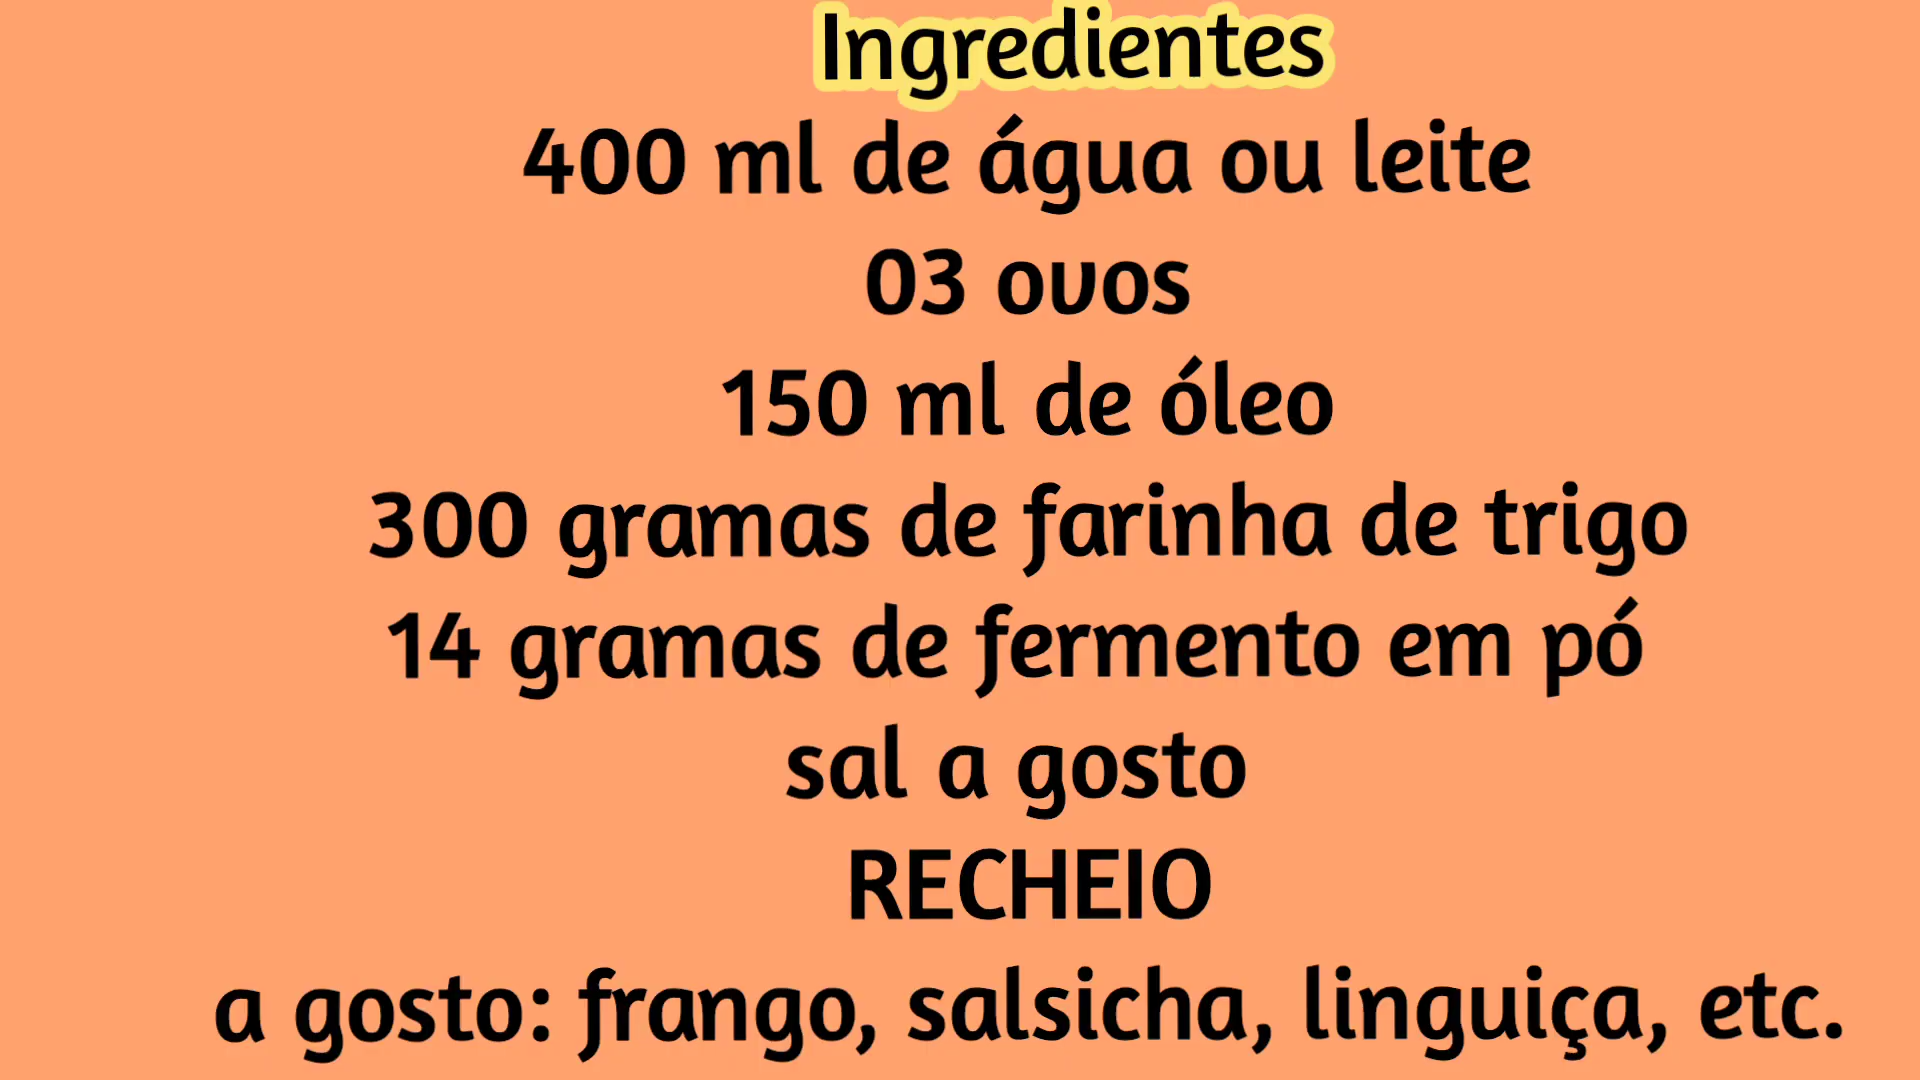 Ingredientes
400 ml de água ou leite
03 ovos
150 ml de óleo
300 gramas de farinha de trigo
14 gramas de fermento em pó
sal a gosto
RECHEIO
a gosto: frango, salsicha, linguiça, etc.